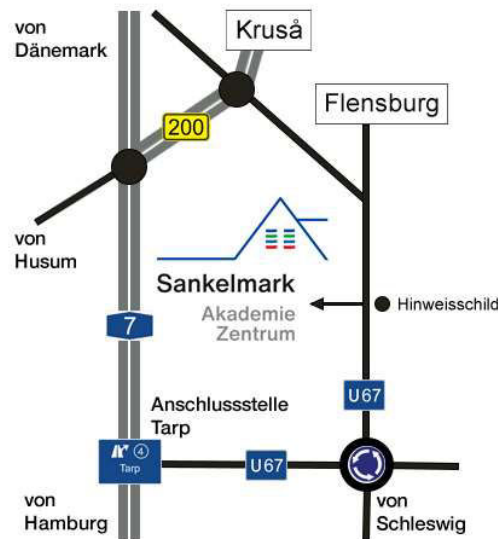 von
Dänemark
Kruså
Flensburg
200
von
Husum
Sankelmark
Akademie
Zentrum
Hinweisschild
7
U67
Anschlussstelle
Tarp
4
Tarp
U67
von
Hamburg
von
Schleswig